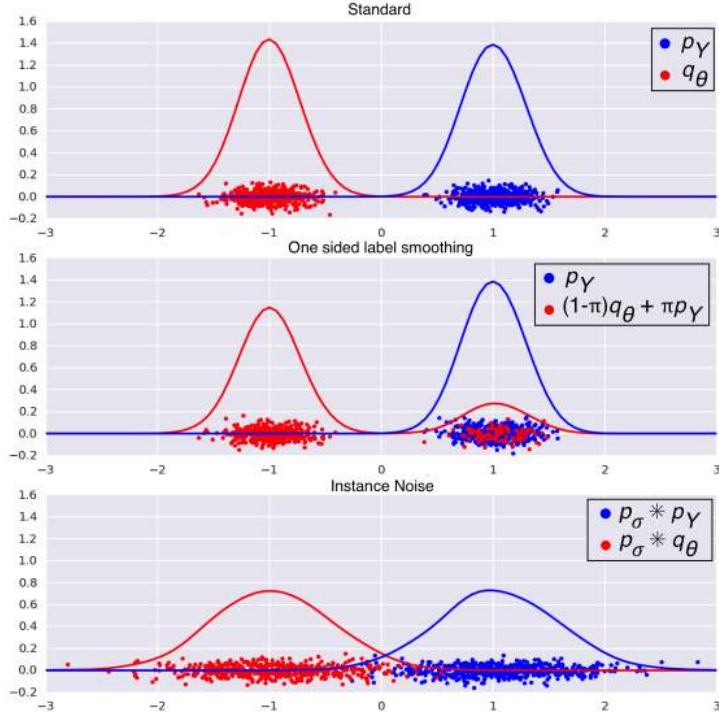 Standard
1.6
1.4
1.2
1.0
0.8
0.6
0.4
0.2
0.0
−0.2
p_Y
q_θ
−3 −2 −1 0 1 2 3
One sided label smoothing
1.6
1.4
1.2
1.0
0.8
0.6
0.4
0.2
0.0
−0.2
p_Y
(1-π)q_θ + πp_Y
−3 −2 −1 0 1 2 3
Instance Noise
1.6
1.4
1.2
1.0
0.8
0.6
0.4
0.2
0.0
−0.2
p_σ ∗ p_Y
p_σ ∗ q_θ
−3 −2 −1 0 1 2 3